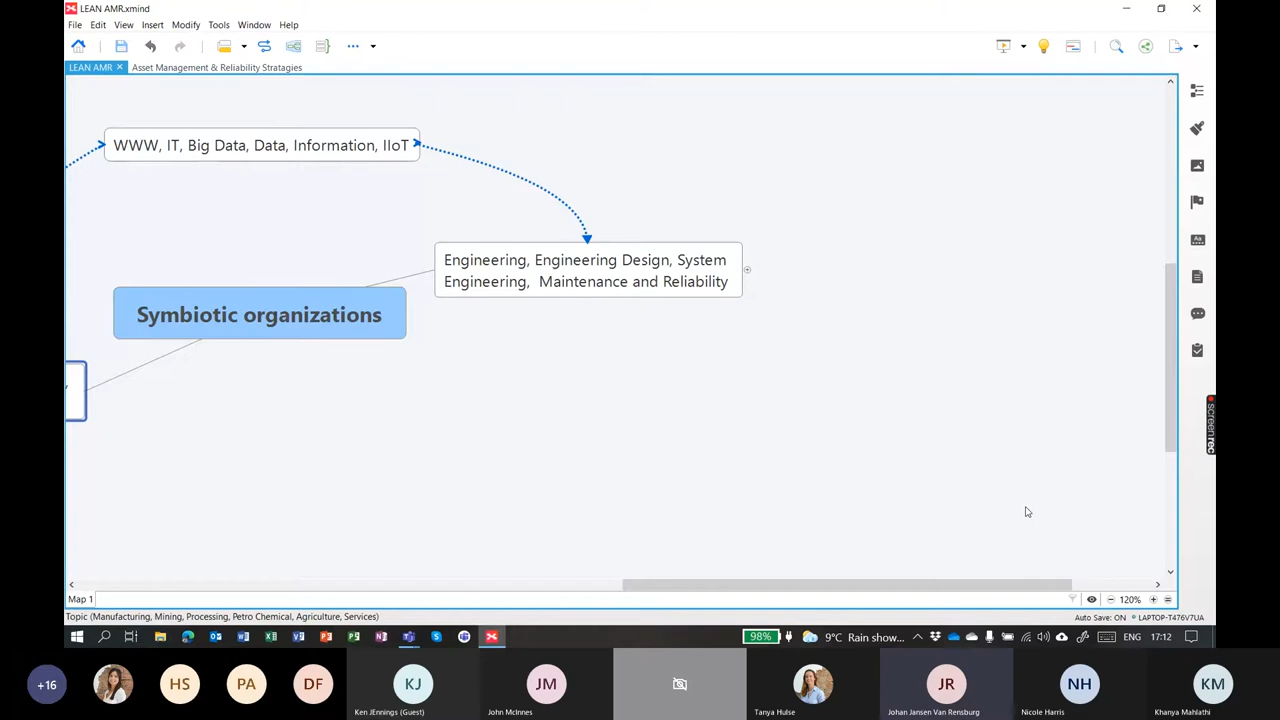 LEAN AMR.xmind
File Edit View Insert Modify Tools Window Help
LEAN AMR Asset Management & Reliability Stratagies
WWW, IT, Big Data, Data, Information, IIoT
Engineering, Engineering Design, System
Engineering, Maintenance and Reliability
Symbiotic organizations
screenrec
Map 1
120%
Topic (Manufacturing, Mining, Processing, Petro Chemical, Agriculture, Services)
Auto Save: ON LAPTOP-T476V7UA
98% 9°C Rain show... ENG 17:12
+16 HS PA DF KJ JM JR NH KM
Ken JEnnings (Guest) John McInnes Tanya Hulse Johan Jansen Van Rensburg Nicole Harris Khanya Mahlathi